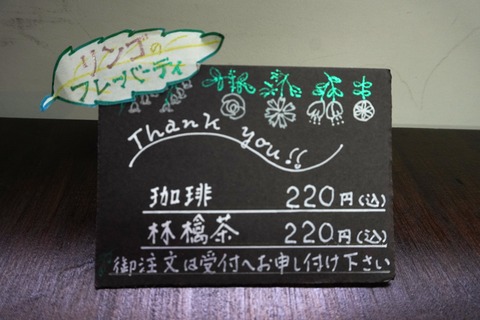 リンゴの
フレーバーティ
Thank you!!
珈琲 220円(込)
林檎茶 220円(込)
御注文は受付へお申し付け下さい